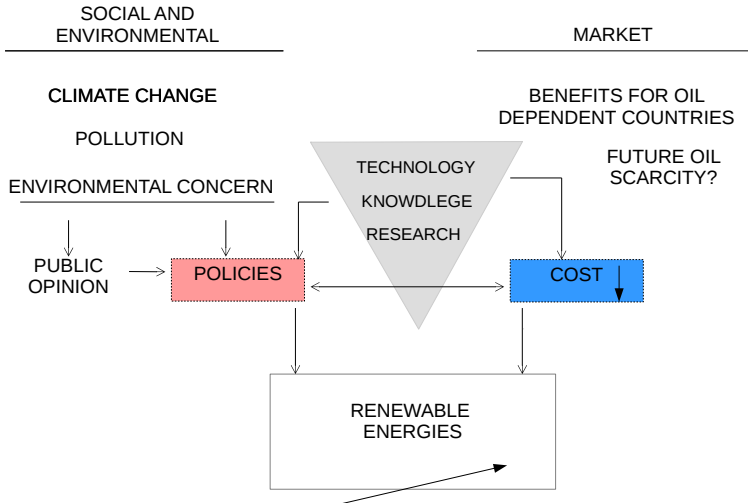 SOCIAL AND
ENVIRONMENTAL
MARKET
CLIMATE CHANGE
POLLUTION
ENVIRONMENTAL CONCERN
BENEFITS FOR OIL
DEPENDENT COUNTRIES
FUTURE OIL
SCARCITY?
TECHNOLOGY
KNOWDLEGE
RESEARCH
PUBLIC
OPINION
POLICIES
COST
RENEWABLE
ENERGIES